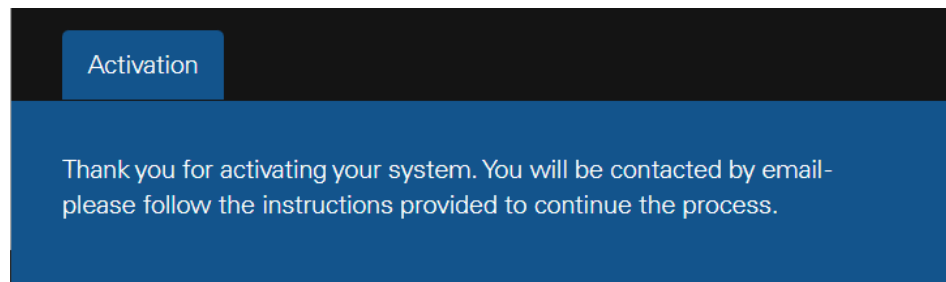 Activation
Thank you for activating your system. You will be contacted by email-
please follow the instructions provided to continue the process.